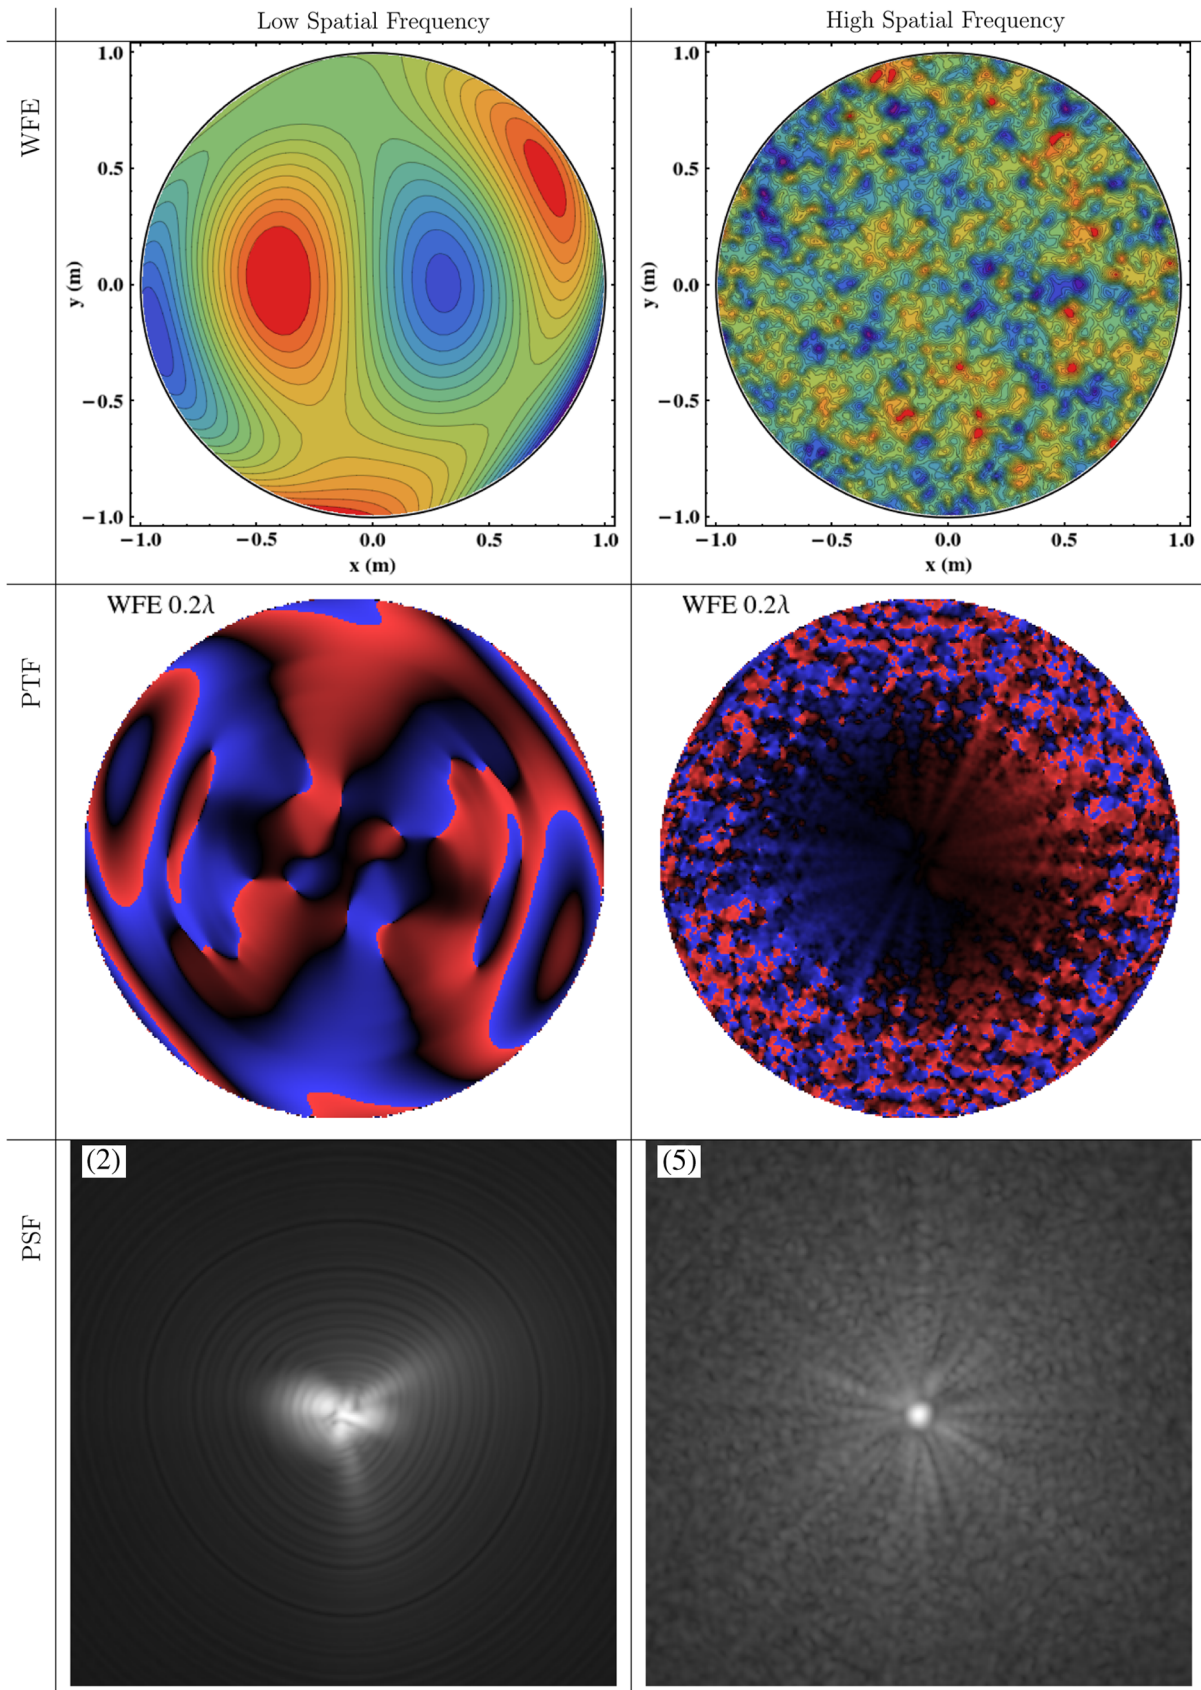 Low Spatial Frequency
High Spatial Frequency
WFE
1.0
0.5
0.0
−0.5
−1.0
y (m)
−1.0 −0.5 0.0 0.5 1.0
x (m)
1.0
0.5
0.0
−0.5
−1.0
y (m)
−1.0 −0.5 0.0 0.5 1.0
x (m)
PTF
WFE 0.2λ
WFE 0.2λ
PSF
(2)
(5)